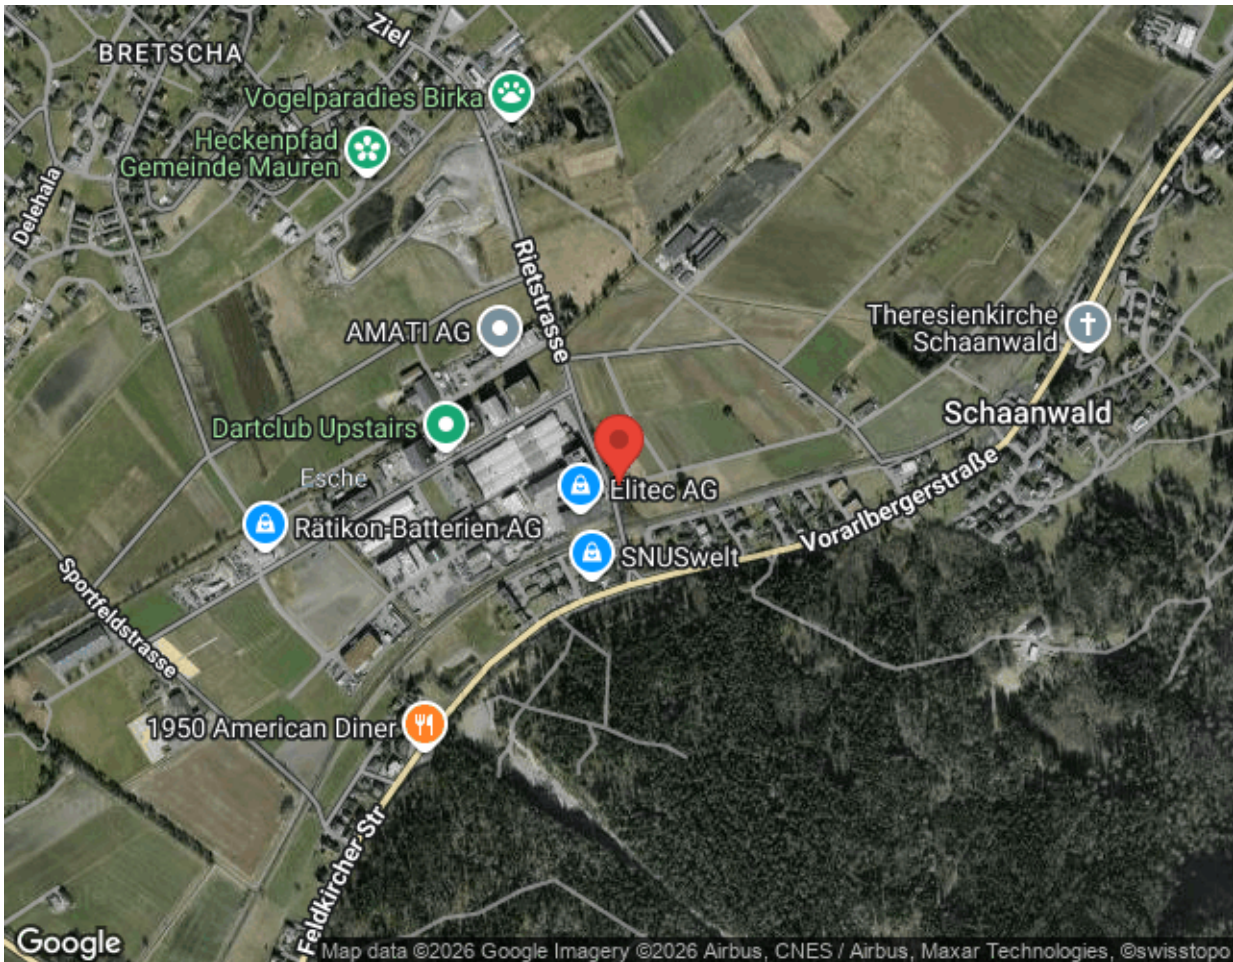 Ziel
BRETSCHA
Vogelparadies Birka
Heckenpfad
Gemeinde Mauren
Delehala
Rietstrasse
AMATI AG
Theresienkirche
Schaanwald
Schaanwald
Dartclub Upstairs
Esche
Elitec AG
Rätikon-Batterien AG
Vorarlbergerstraße
SNUSwelt
Sportfeldstrasse
1950 American Diner
Feldkircher Str
Google
Map data ©2026 Google Imagery ©2026 Airbus, CNES / Airbus, Maxar Technologies, ©swisstopo